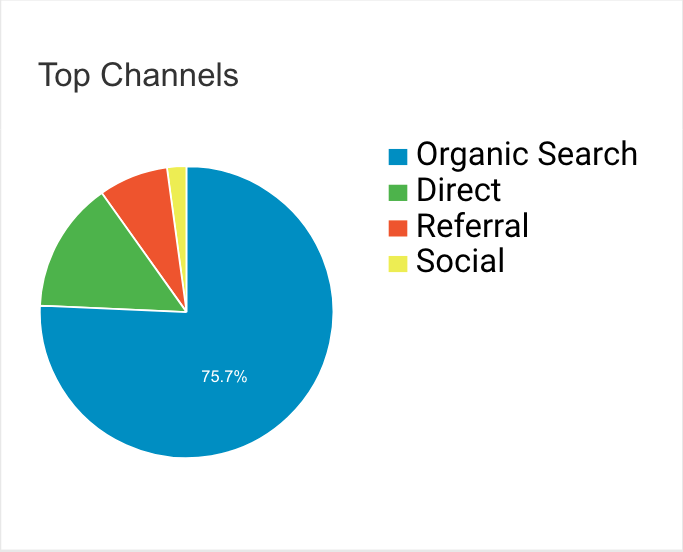 Top Channels
Organic Search
Direct
Referral
Social
75.7%